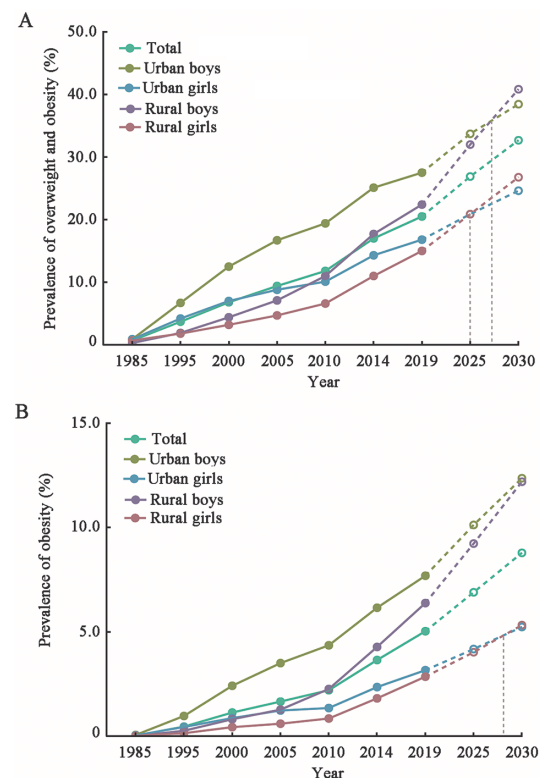 A
50.0
40.0
30.0
20.0
10.0
0
Prevalence of overweight and obesity (%)
Total
Urban boys
Urban girls
Rural boys
Rural girls
1985 1995 2000 2005 2010 2014 2019 2025 2030
Year
B
15.0
10.0
5.0
0
Prevalence of obesity (%)
Total
Urban boys
Urban girls
Rural boys
Rural girls
1985 1995 2000 2005 2010 2014 2019 2025 2030
Year